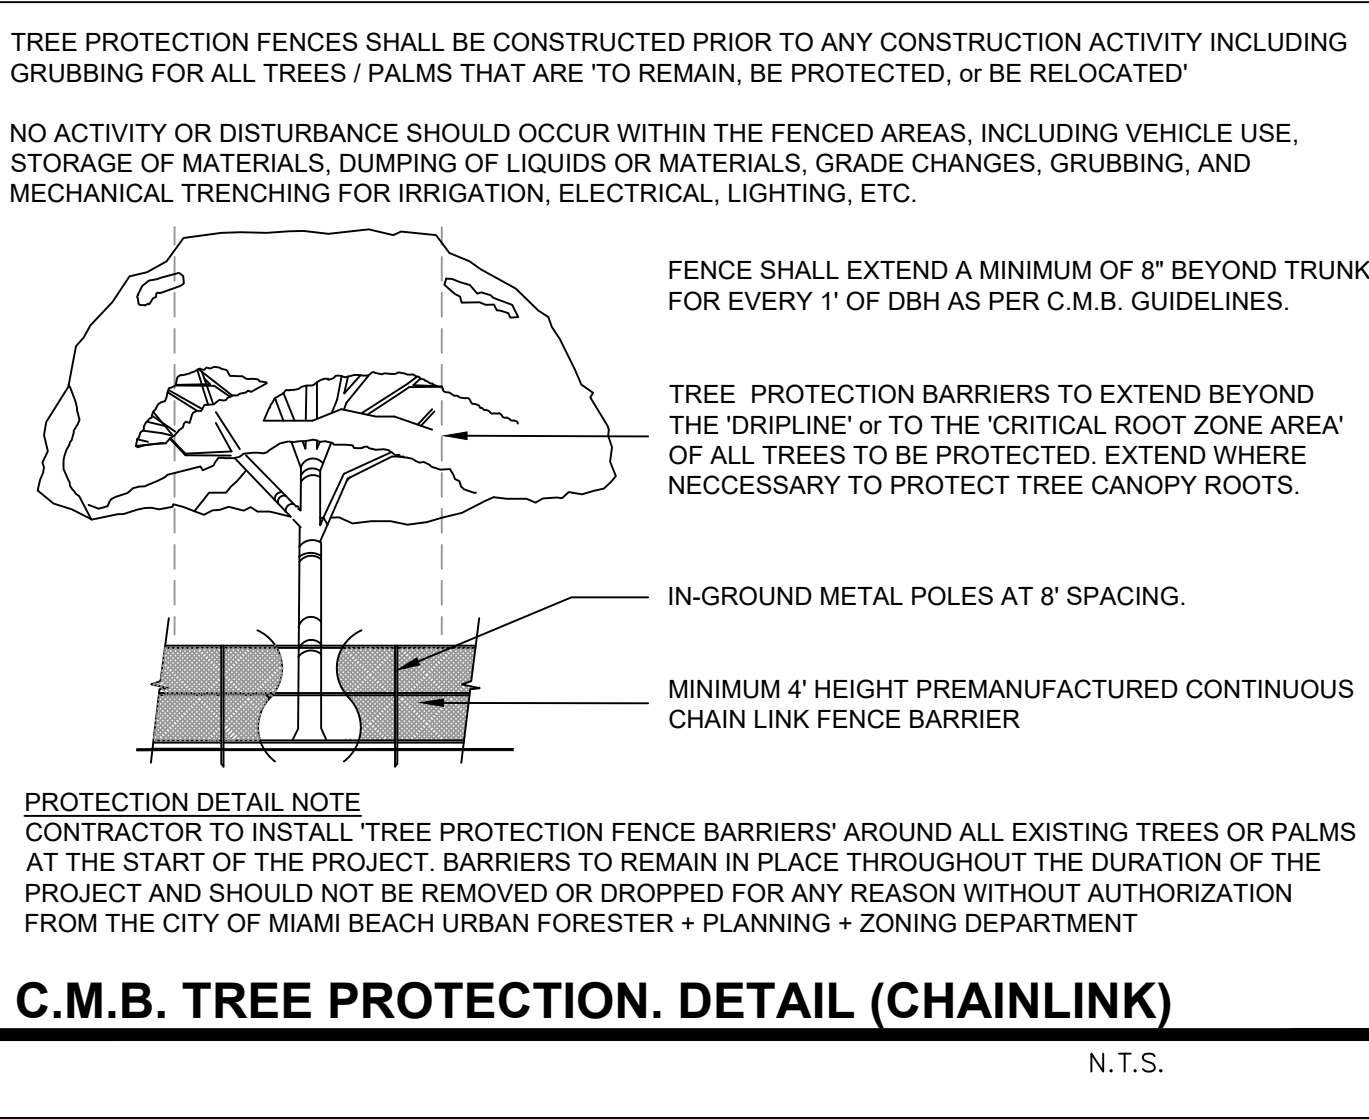 TREE PROTECTION FENCES SHALL BE CONSTRUCTED PRIOR TO ANY CONSTRUCTION ACTIVITY INCLUDING
GRUBBING FOR ALL TREES / PALMS THAT ARE 'TO REMAIN, BE PROTECTED, or BE RELOCATED'
NO ACTIVITY OR DISTURBANCE SHOULD OCCUR WITHIN THE FENCED AREAS, INCLUDING VEHICLE USE,
STORAGE OF MATERIALS, DUMPING OF LIQUIDS OR MATERIALS, GRADE CHANGES, GRUBBING, AND
MECHANICAL TRENCHING FOR IRRIGATION, ELECTRICAL, LIGHTING, ETC.
FENCE SHALL EXTEND A MINIMUM OF 8" BEYOND TRUNK
FOR EVERY 1' OF DBH AS PER C.M.B. GUIDELINES.
TREE PROTECTION BARRIERS TO EXTEND BEYOND
THE 'DRIPLINE' or TO THE 'CRITICAL ROOT ZONE AREA'
OF ALL TREES TO BE PROTECTED. EXTEND WHERE
NECCESSARY TO PROTECT TREE CANOPY ROOTS.
IN-GROUND METAL POLES AT 8' SPACING.
MINIMUM 4' HEIGHT PREMANUFACTURED CONTINUOUS
CHAIN LINK FENCE BARRIER
PROTECTION DETAIL NOTE
CONTRACTOR TO INSTALL 'TREE PROTECTION FENCE BARRIERS' AROUND ALL EXISTING TREES OR PALMS
AT THE START OF THE PROJECT. BARRIERS TO REMAIN IN PLACE THROUGHOUT THE DURATION OF THE
PROJECT AND SHOULD NOT BE REMOVED OR DROPPED FOR ANY REASON WITHOUT AUTHORIZATION
FROM THE CITY OF MIAMI BEACH URBAN FORESTER + PLANNING + ZONING DEPARTMENT
C.M.B. TREE PROTECTION. DETAIL (CHAINLINK)
N.T.S.